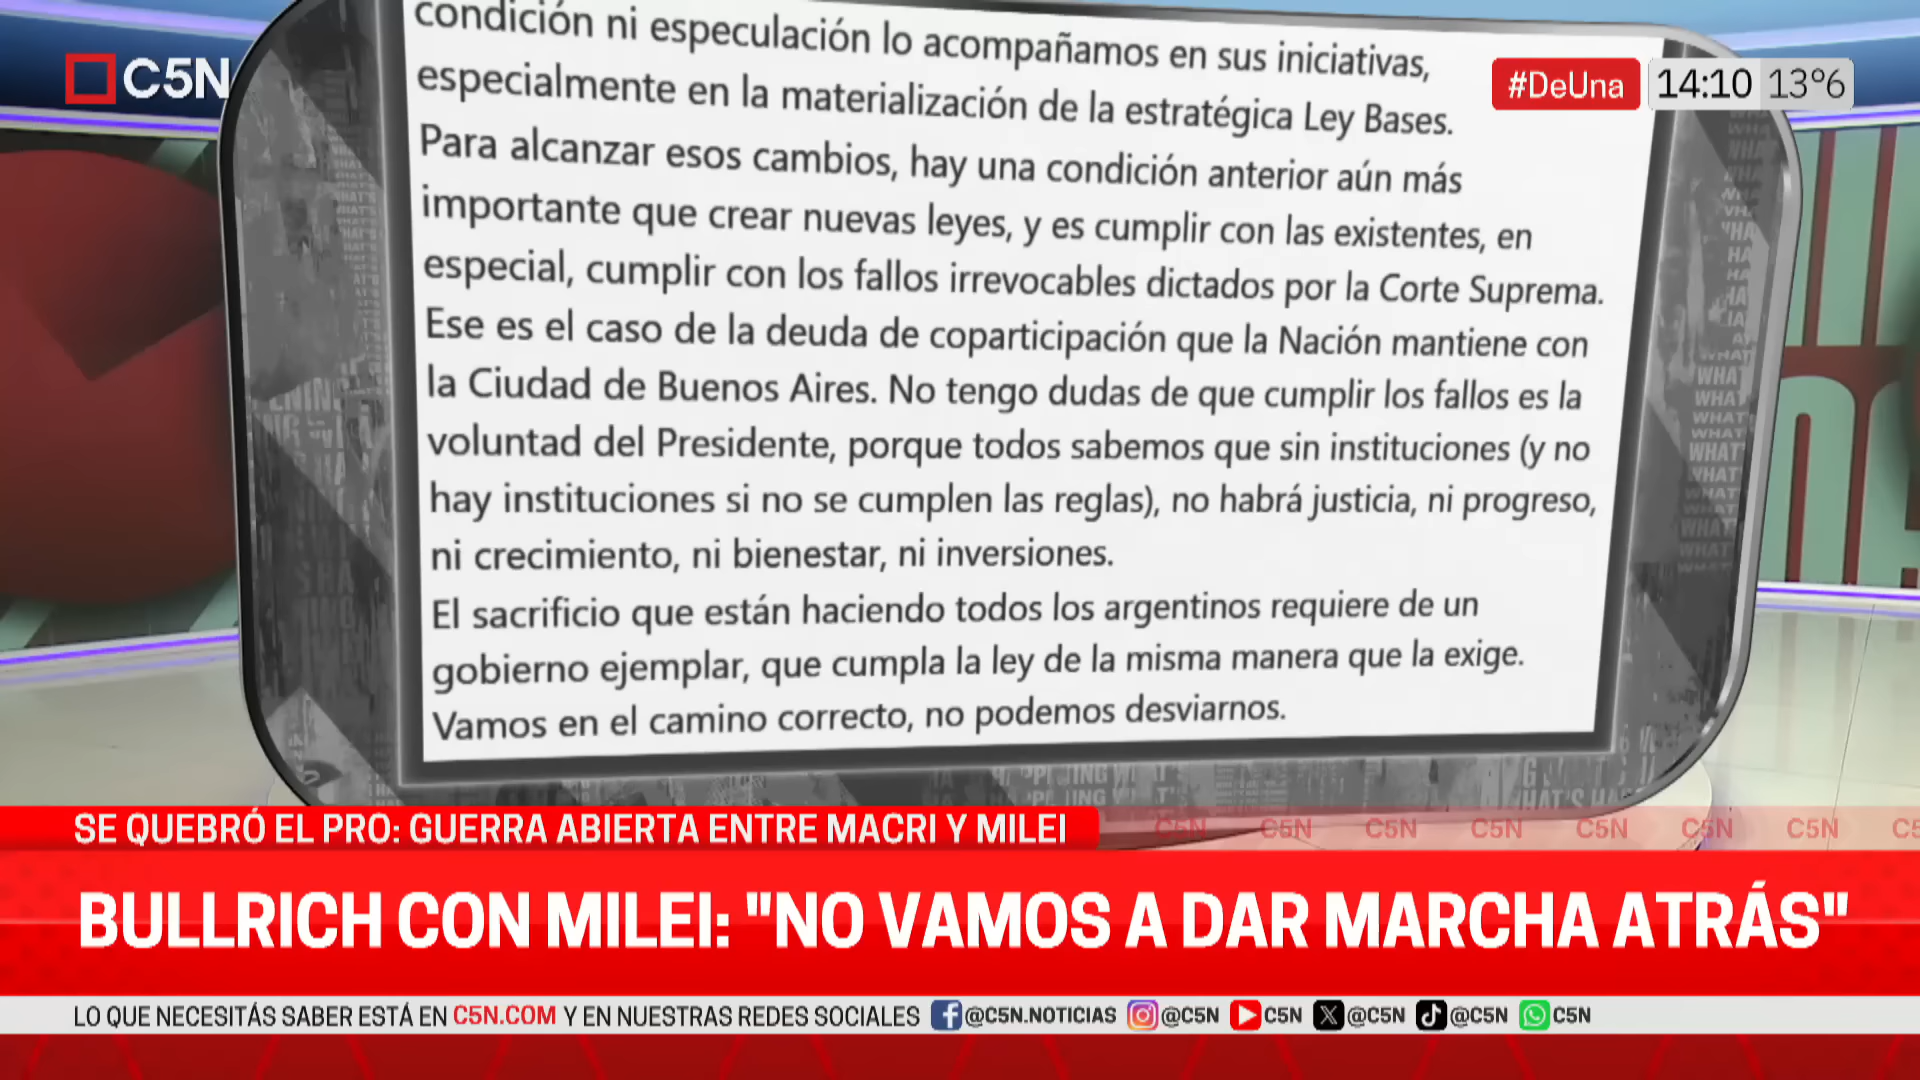 C5N
#DeUna 14:10 13°6
condición ni especulación lo acompañamos en sus iniciativas,
especialmente en la materialización de la estratégica Ley Bases.
Para alcanzar esos cambios, hay una condición anterior aún más
importante que crear nuevas leyes, y es cumplir con las existentes, en
especial, cumplir con los fallos irrevocables dictados por la Corte Suprema.
Ese es el caso de la deuda de coparticipación que la Nación mantiene con
la Ciudad de Buenos Aires. No tengo dudas de que cumplir los fallos es la
voluntad del Presidente, porque todos sabemos que sin instituciones (y no
hay instituciones si no se cumplen las reglas), no habrá justicia, ni progreso,
ni crecimiento, ni bienestar, ni inversiones.
El sacrificio que están haciendo todos los argentinos requiere de un
gobierno ejemplar, que cumpla la ley de la misma manera que la exige.
Vamos en el camino correcto, no podemos desviarnos.
SE QUEBRÓ EL PRO: GUERRA ABIERTA ENTRE MACRI Y MILEI
C5N C5N C5N C5N C5N C5N C5N
BULLRICH CON MILEI: "NO VAMOS A DAR MARCHA ATRÁS"
LO QUE NECESITÁS SABER ESTÁ EN C5N.COM Y EN NUESTRAS REDES SOCIALES @C5N.NOTICIAS @C5N C5N @C5N @C5N C5N